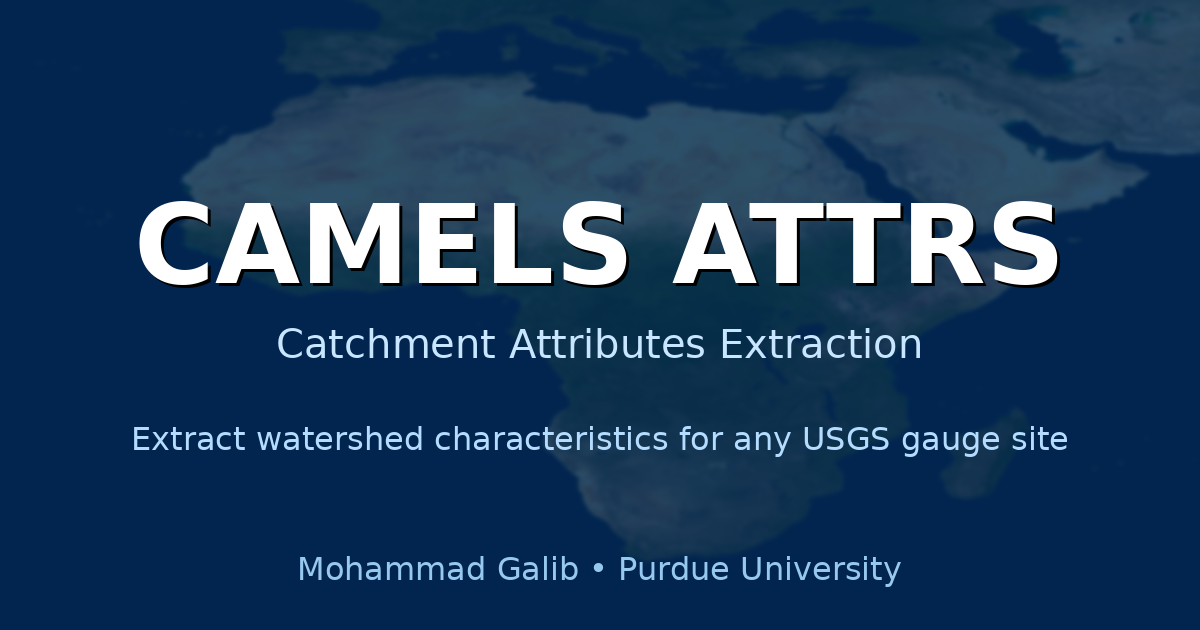 CAMELS ATTRS
Catchment Attributes Extraction
Extract watershed characteristics for any USGS gauge site
Mohammad Galib • Purdue University